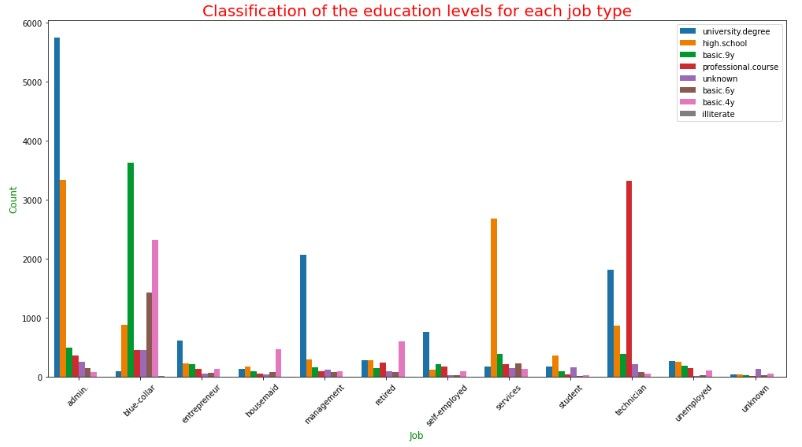 Classification of the education levels for each job type
6000
5000
4000
3000
2000
1000
0
Count
university.degree
high.school
basic.9y
professional.course
unknown
basic.6y
basic.4y
illiterate
admin.
blue-collar
entrepreneur
housemaid
management
retired
self-employed
services
student
technician
unemployed
unknown
Job